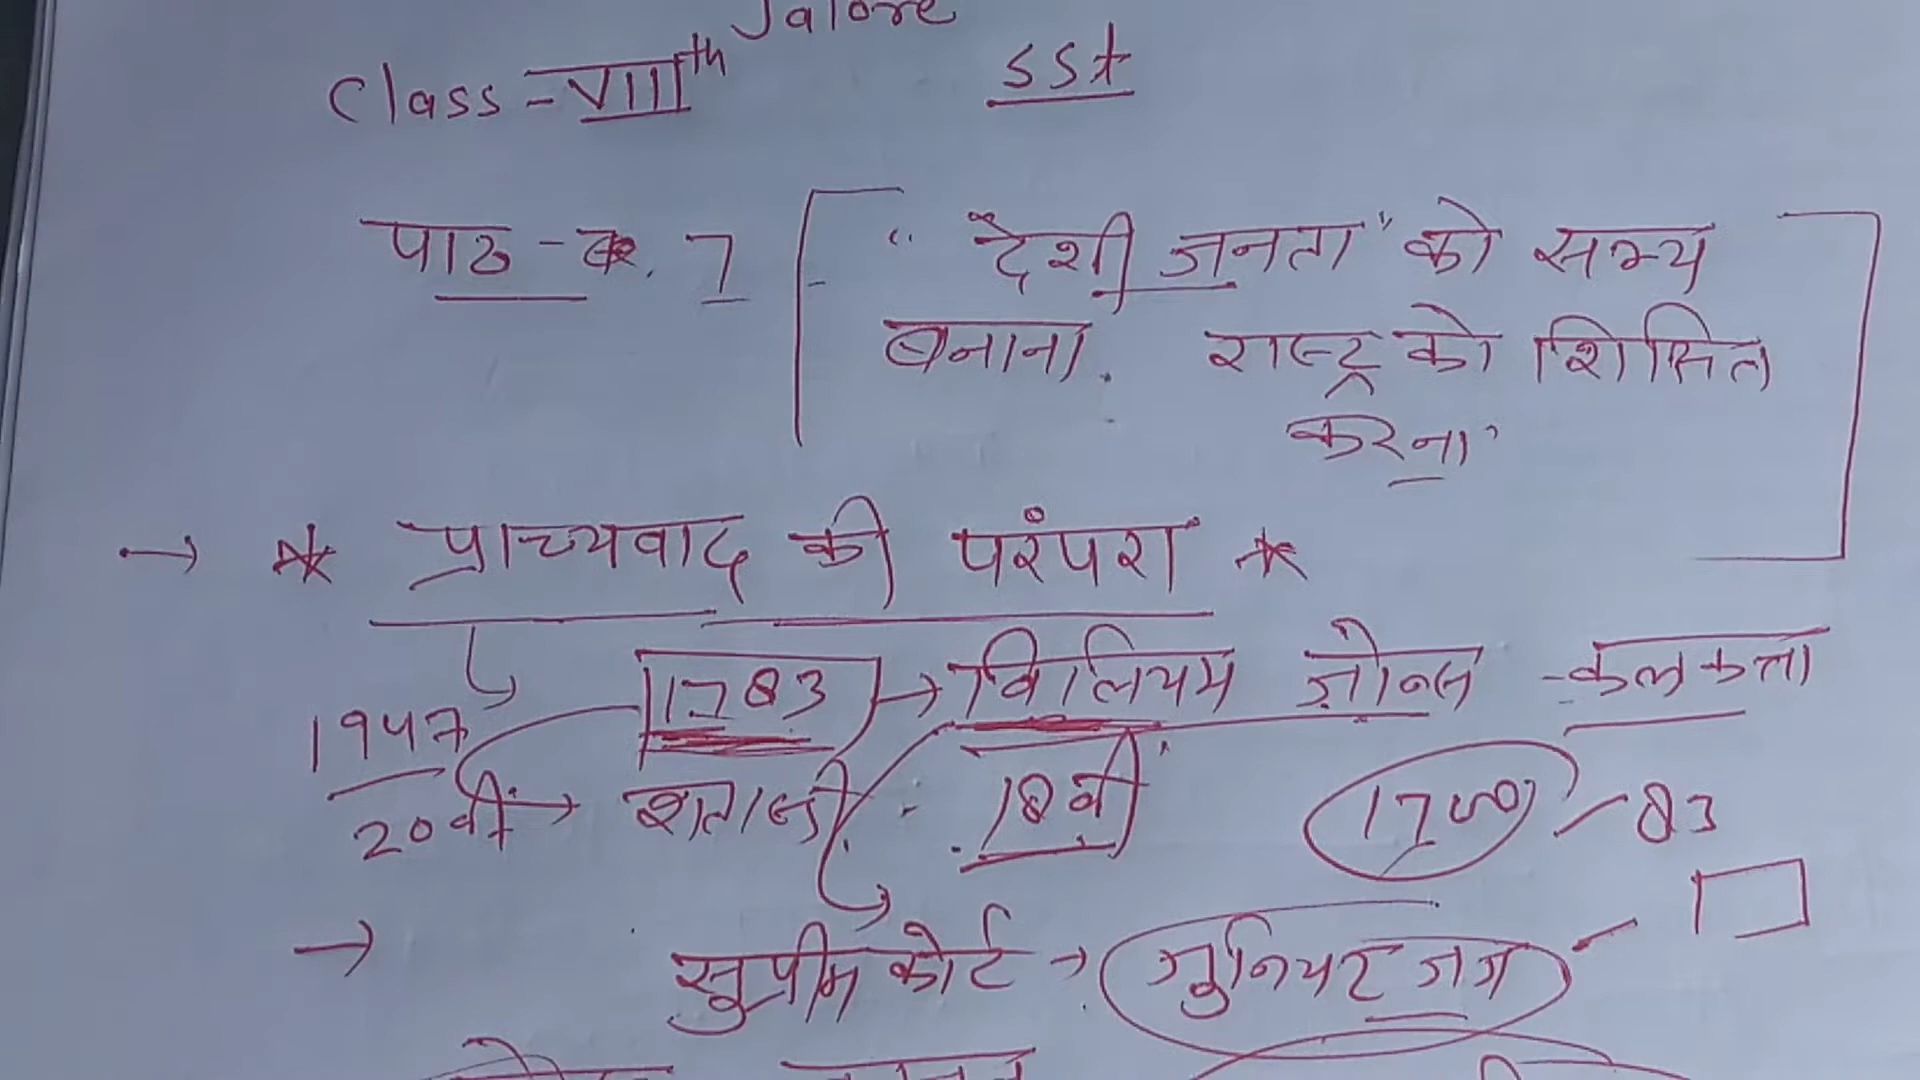 Jalore
Class - VIIIth SSt
पाठ - क्र. 7 "देशी जनता" को सभ्य
बनाना. राष्ट्र को शिक्षित
करना"
→ * प्राच्यवाद की परंपरा *
1783 → विलियम जोन्स - कलकत्ता
1947
20वीं → शताब्दी : 18वीं 1700 / 83
→ सुप्रीम कोर्ट → जुनियर जज